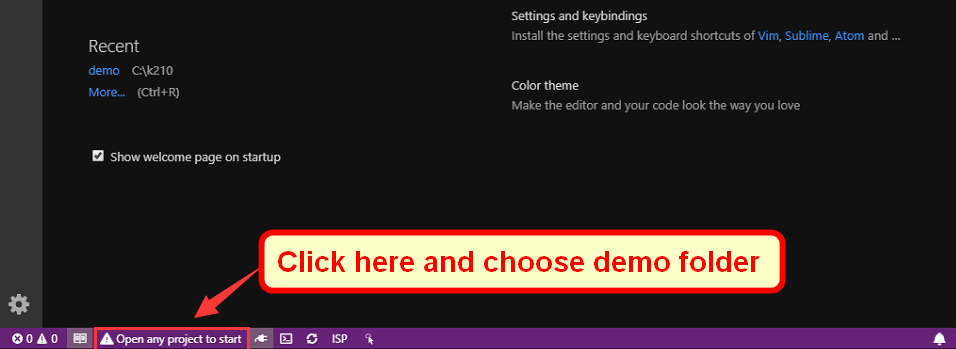 Settings and keybindings
Install the settings and keyboard shortcuts of Vim, Sublime, Atom and ...
Recent
demo C:\k210
More... (Ctrl+R)
Color theme
Make the editor and your code look the way you love
Show welcome page on startup
Click here and choose demo folder
0 0 Open any project to start ISP